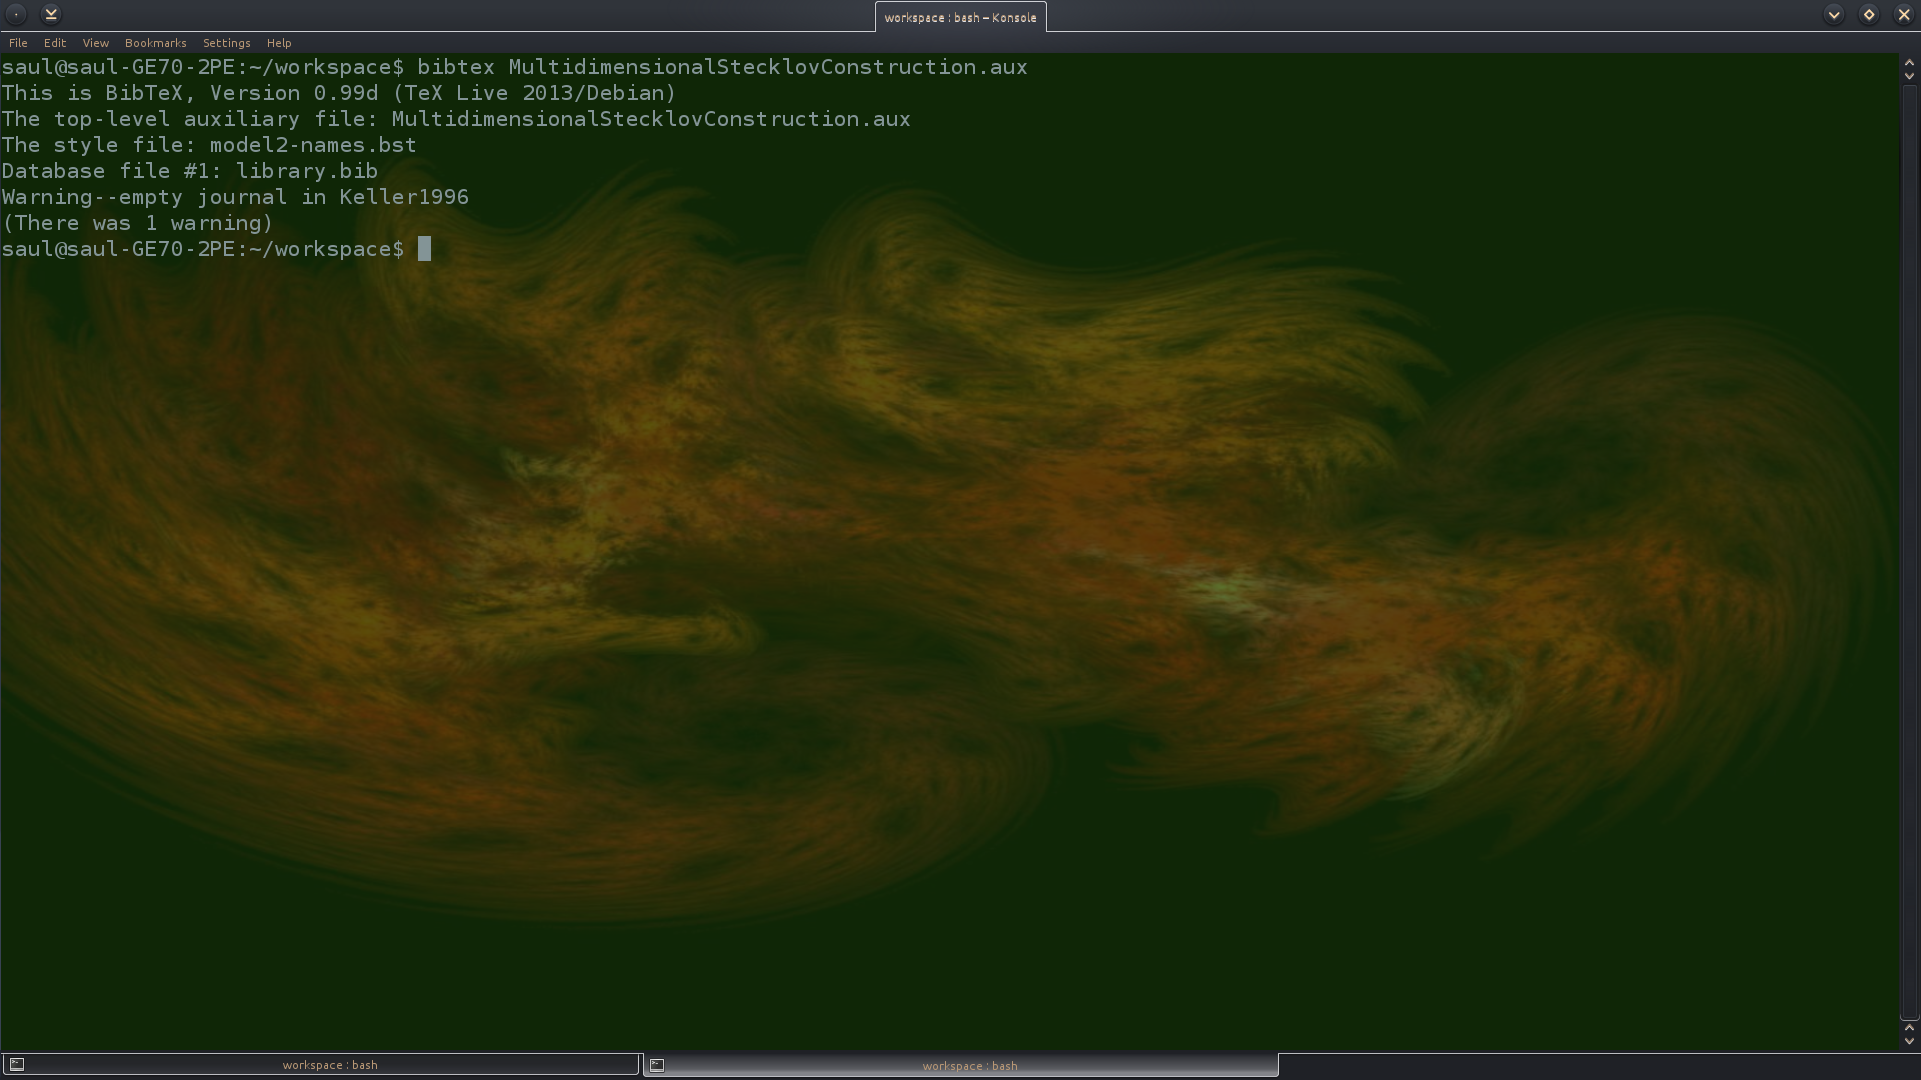 workspace : bash – Konsole
File Edit View Bookmarks Settings Help
saul@saul-GE70-2PE:~/workspace$ bibtex MultidimensionalStecklovConstruction.aux
This is BibTeX, Version 0.99d (TeX Live 2013/Debian)
The top-level auxiliary file: MultidimensionalStecklovConstruction.aux
The style file: model2-names.bst
Database file #1: library.bib
Warning--empty journal in Keller1996
(There was 1 warning)
saul@saul-GE70-2PE:~/workspace$
workspace : bash
workspace : bash